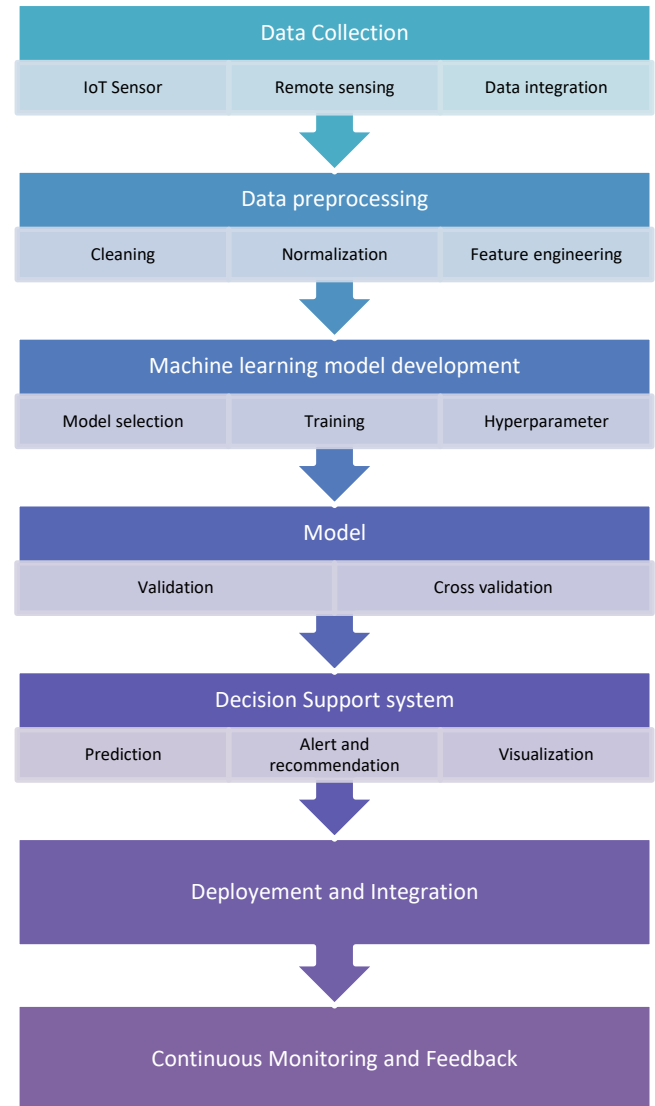 Data Collection
IoT Sensor
Remote sensing
Data integration
Data preprocessing
Cleaning
Normalization
Feature engineering
Machine learning model development
Model selection
Training
Hyperparameter
Model
Validation
Cross validation
Decision Support system
Prediction
Alert and
recommendation
Visualization
Deployement and Integration
Continuous Monitoring and Feedback